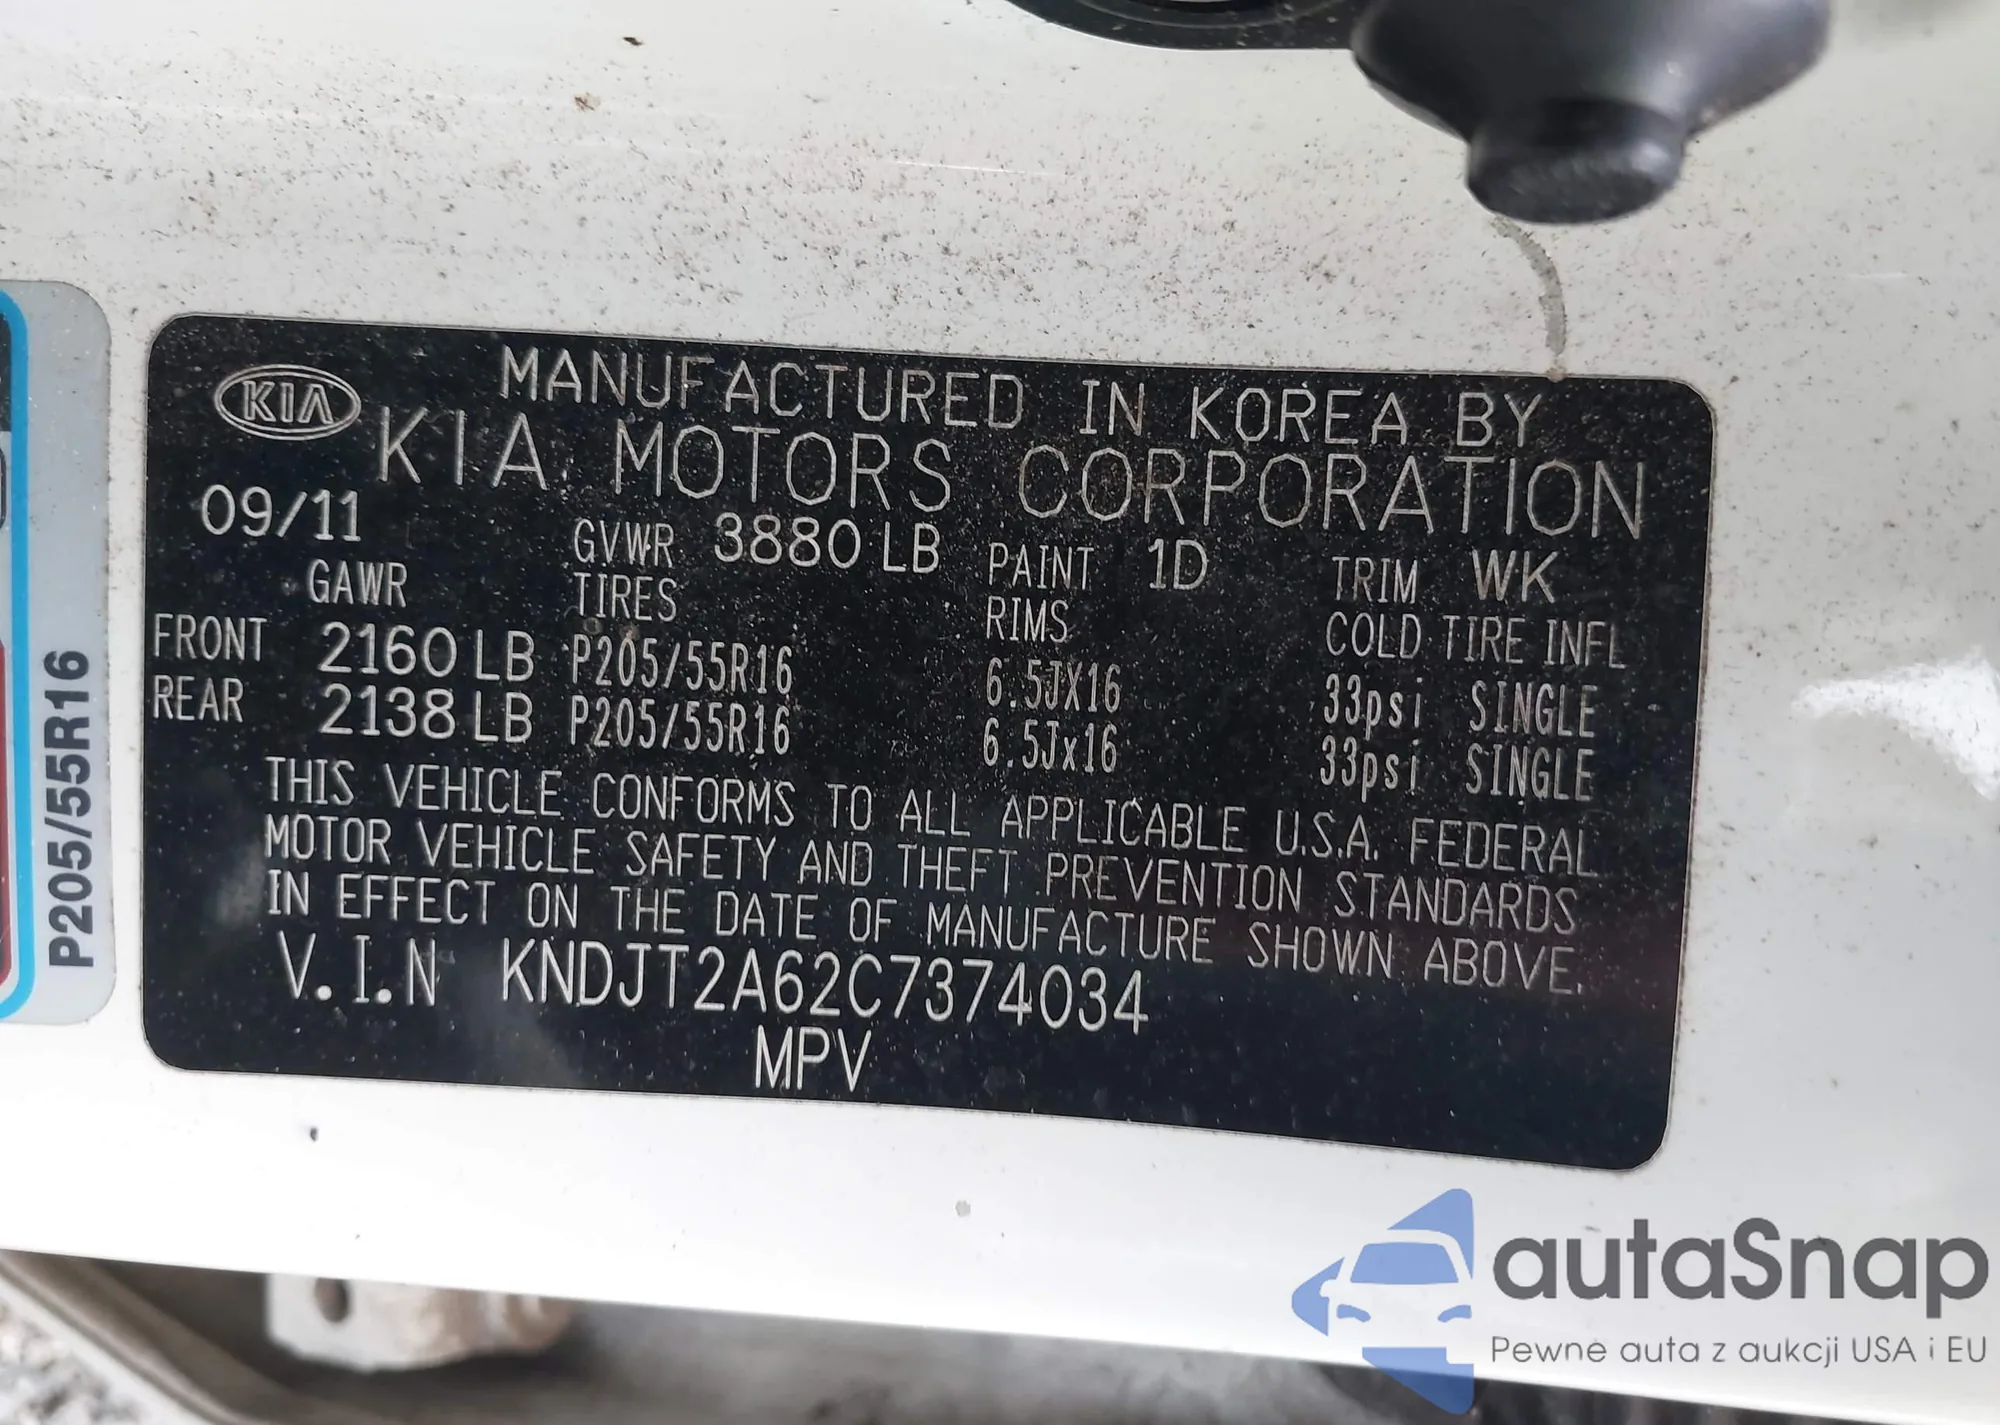 KIA
MANUFACTURED IN KOREA BY
KIA MOTORS CORPORATION
09/11 GVWR 3880 LB PAINT 1D TRIM WK
GAWR TIRES RIMS COLD TIRE INFL
FRONT 2160 LB P205/55R16 6.5JX16 33psi SINGLE
REAR 2138 LB P205/55R16 6.5Jx16 33psi SINGLE
THIS VEHICLE CONFORMS TO ALL APPLICABLE U.S.A. FEDERAL
MOTOR VEHICLE SAFETY AND THEFT PREVENTION STANDARDS
IN EFFECT ON THE DATE OF MANUFACTURE SHOWN ABOVE.
V.I.N KNDJT2A62C7374034
MPV
P205/55R16
autaSnap
Pewne auta z aukcji USA i EU